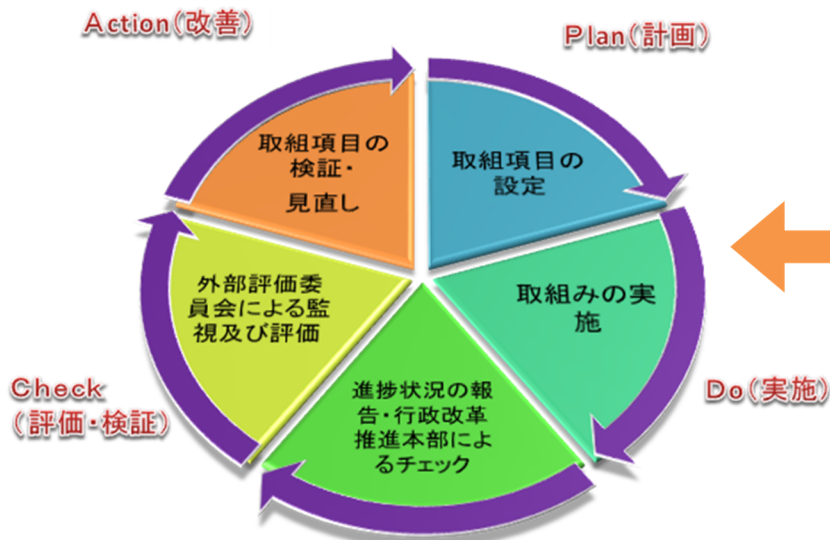 Action(改善)
Plan(計画)
取組項目の
検証・
見直し
取組項目の
設定
外部評価委
員会による監
視及び評価
取組みの実
施
進捗状況の報
告・行政改革
推進本部によ
るチェック
Check
(評価・検証)
Do(実施)